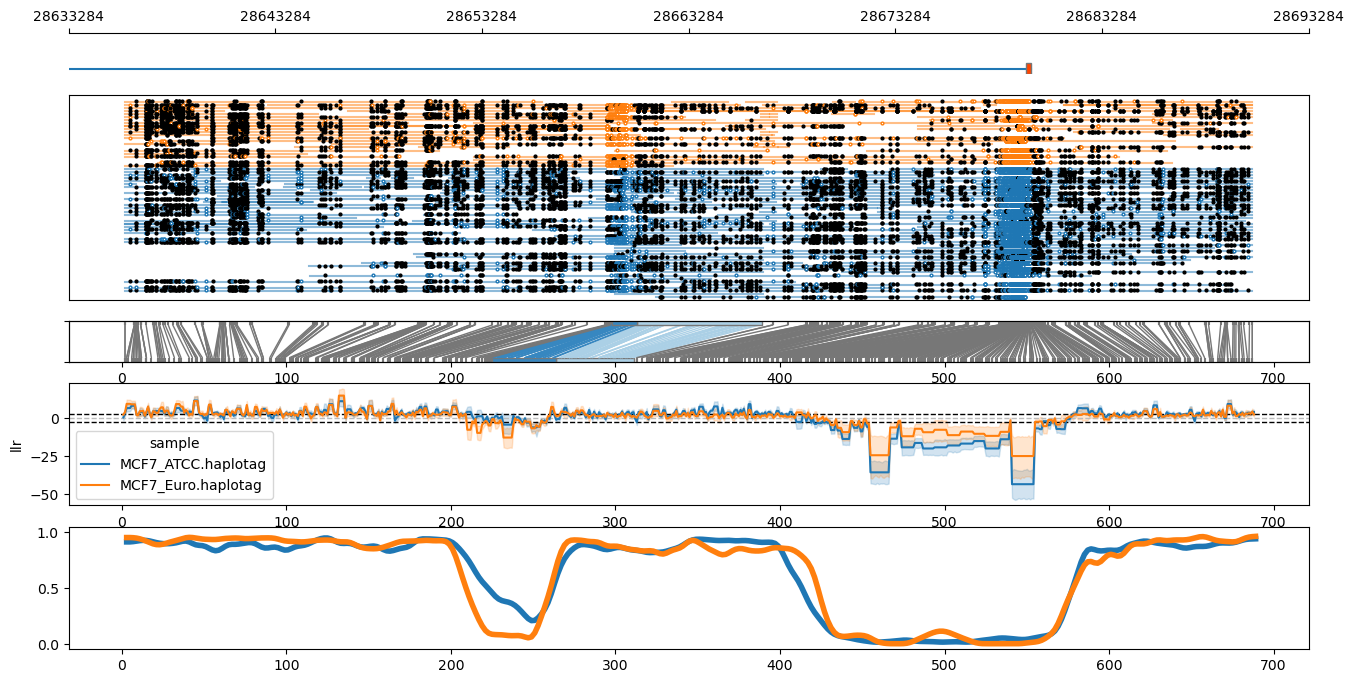 28633284 28643284 28653284 28663284 28673284 28683284 28693284
0 100 200 300 400 500 600 700
llr
0
−25
−50
sample
MCF7_ATCC.haplotag
MCF7_Euro.haplotag
0 100 200 300 400 500 600 700
1.0
0.5
0.0
0 100 200 300 400 500 600 700